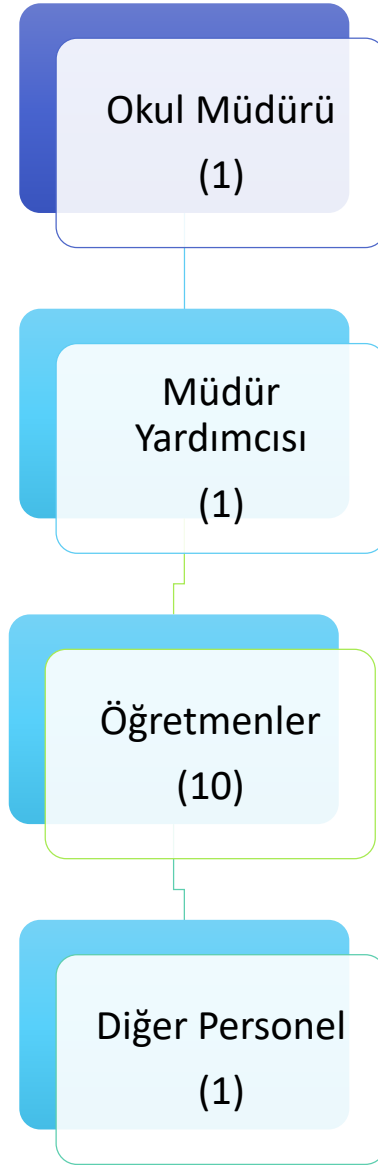 Okul Müdürü
(1)
Müdür
Yardımcısı
(1)
Öğretmenler
(10)
Diğer Personel
(1)